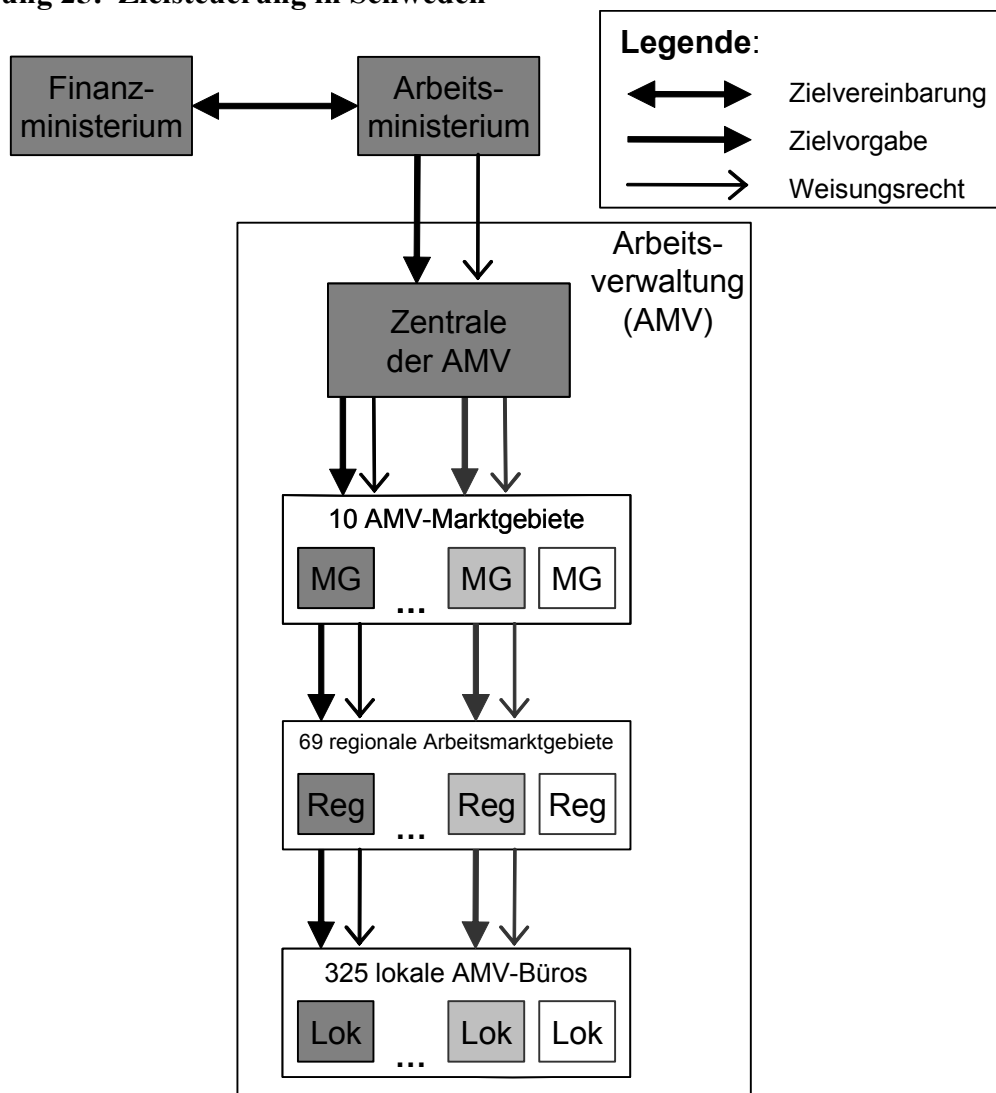 ung 23: Zielsteuerung in Schweden
Legende:
Zielvereinbarung
Zielvorgabe
Weisungsrecht
Finanz-
ministerium
Arbeits-
ministerium
Arbeits-
verwaltung
(AMV)
Zentrale
der AMV
10 AMV-Marktgebiete
MG ... MG MG
69 regionale Arbeitsmarktgebiete
Reg ... Reg Reg
325 lokale AMV-Büros
Lok ... Lok Lok